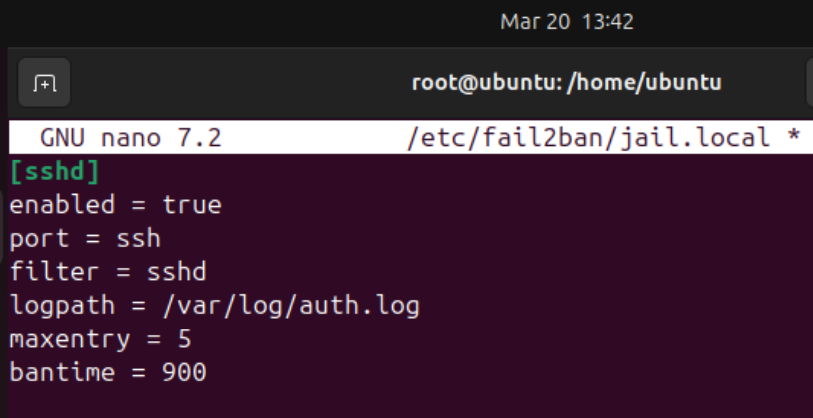 Mar 20 13:42
root@ubuntu: /home/ubuntu
GNU nano 7.2 /etc/fail2ban/jail.local *
[sshd]
enabled = true
port = ssh
filter = sshd
logpath = /var/log/auth.log
maxentry = 5
bantime = 900